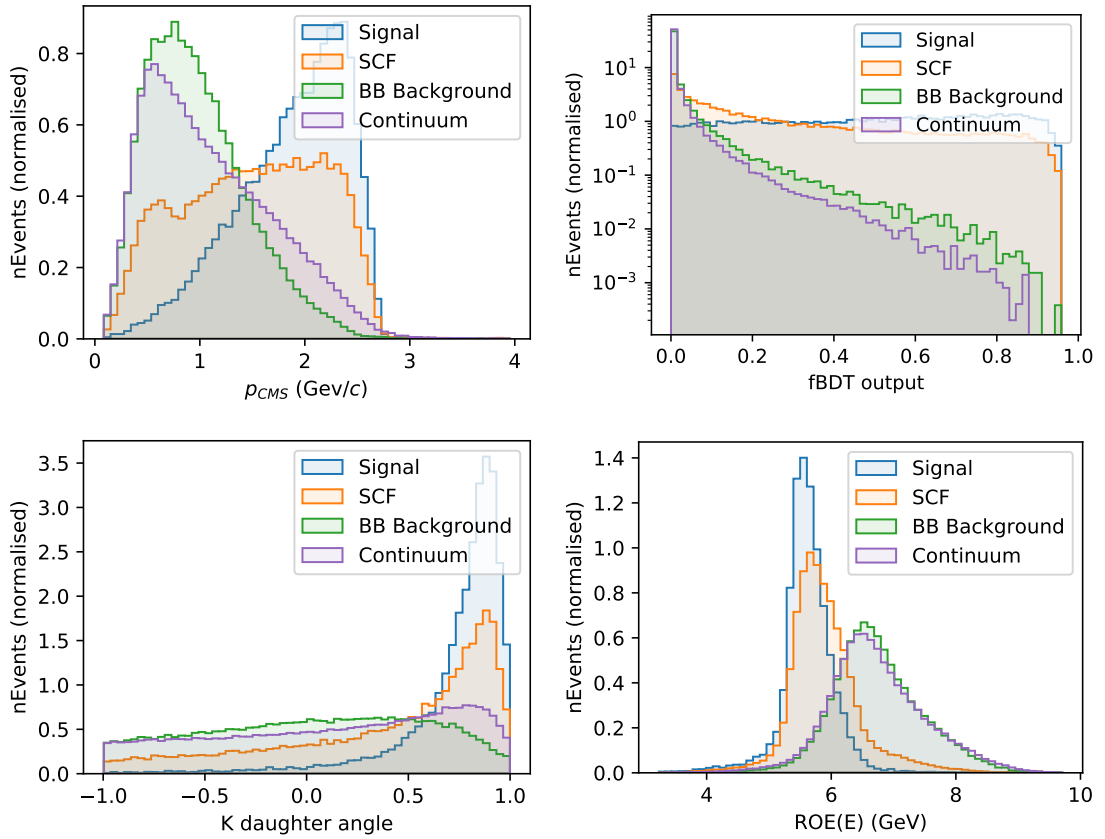 nEvents (normalised)
0.8
0.6
0.4
0.2
0.0
0
1
2
3
4
p_CMS (Gev/c)
Signal
SCF
BB Background
Continuum
nEvents (normalised)
10¹
10⁰
10⁻¹
10⁻²
10⁻³
0.0
0.2
0.4
0.6
0.8
1.0
fBDT output
Signal
SCF
BB Background
Continuum
nEvents (normalised)
3.5
3.0
2.5
2.0
1.5
1.0
0.5
0.0
−1.0
−0.5
0.0
0.5
1.0
K daughter angle
Signal
SCF
BB Background
Continuum
nEvents (normalised)
1.4
1.2
1.0
0.8
0.6
0.4
0.2
0.0
4
6
8
10
ROE(E) (GeV)
Signal
SCF
BB Background
Continuum